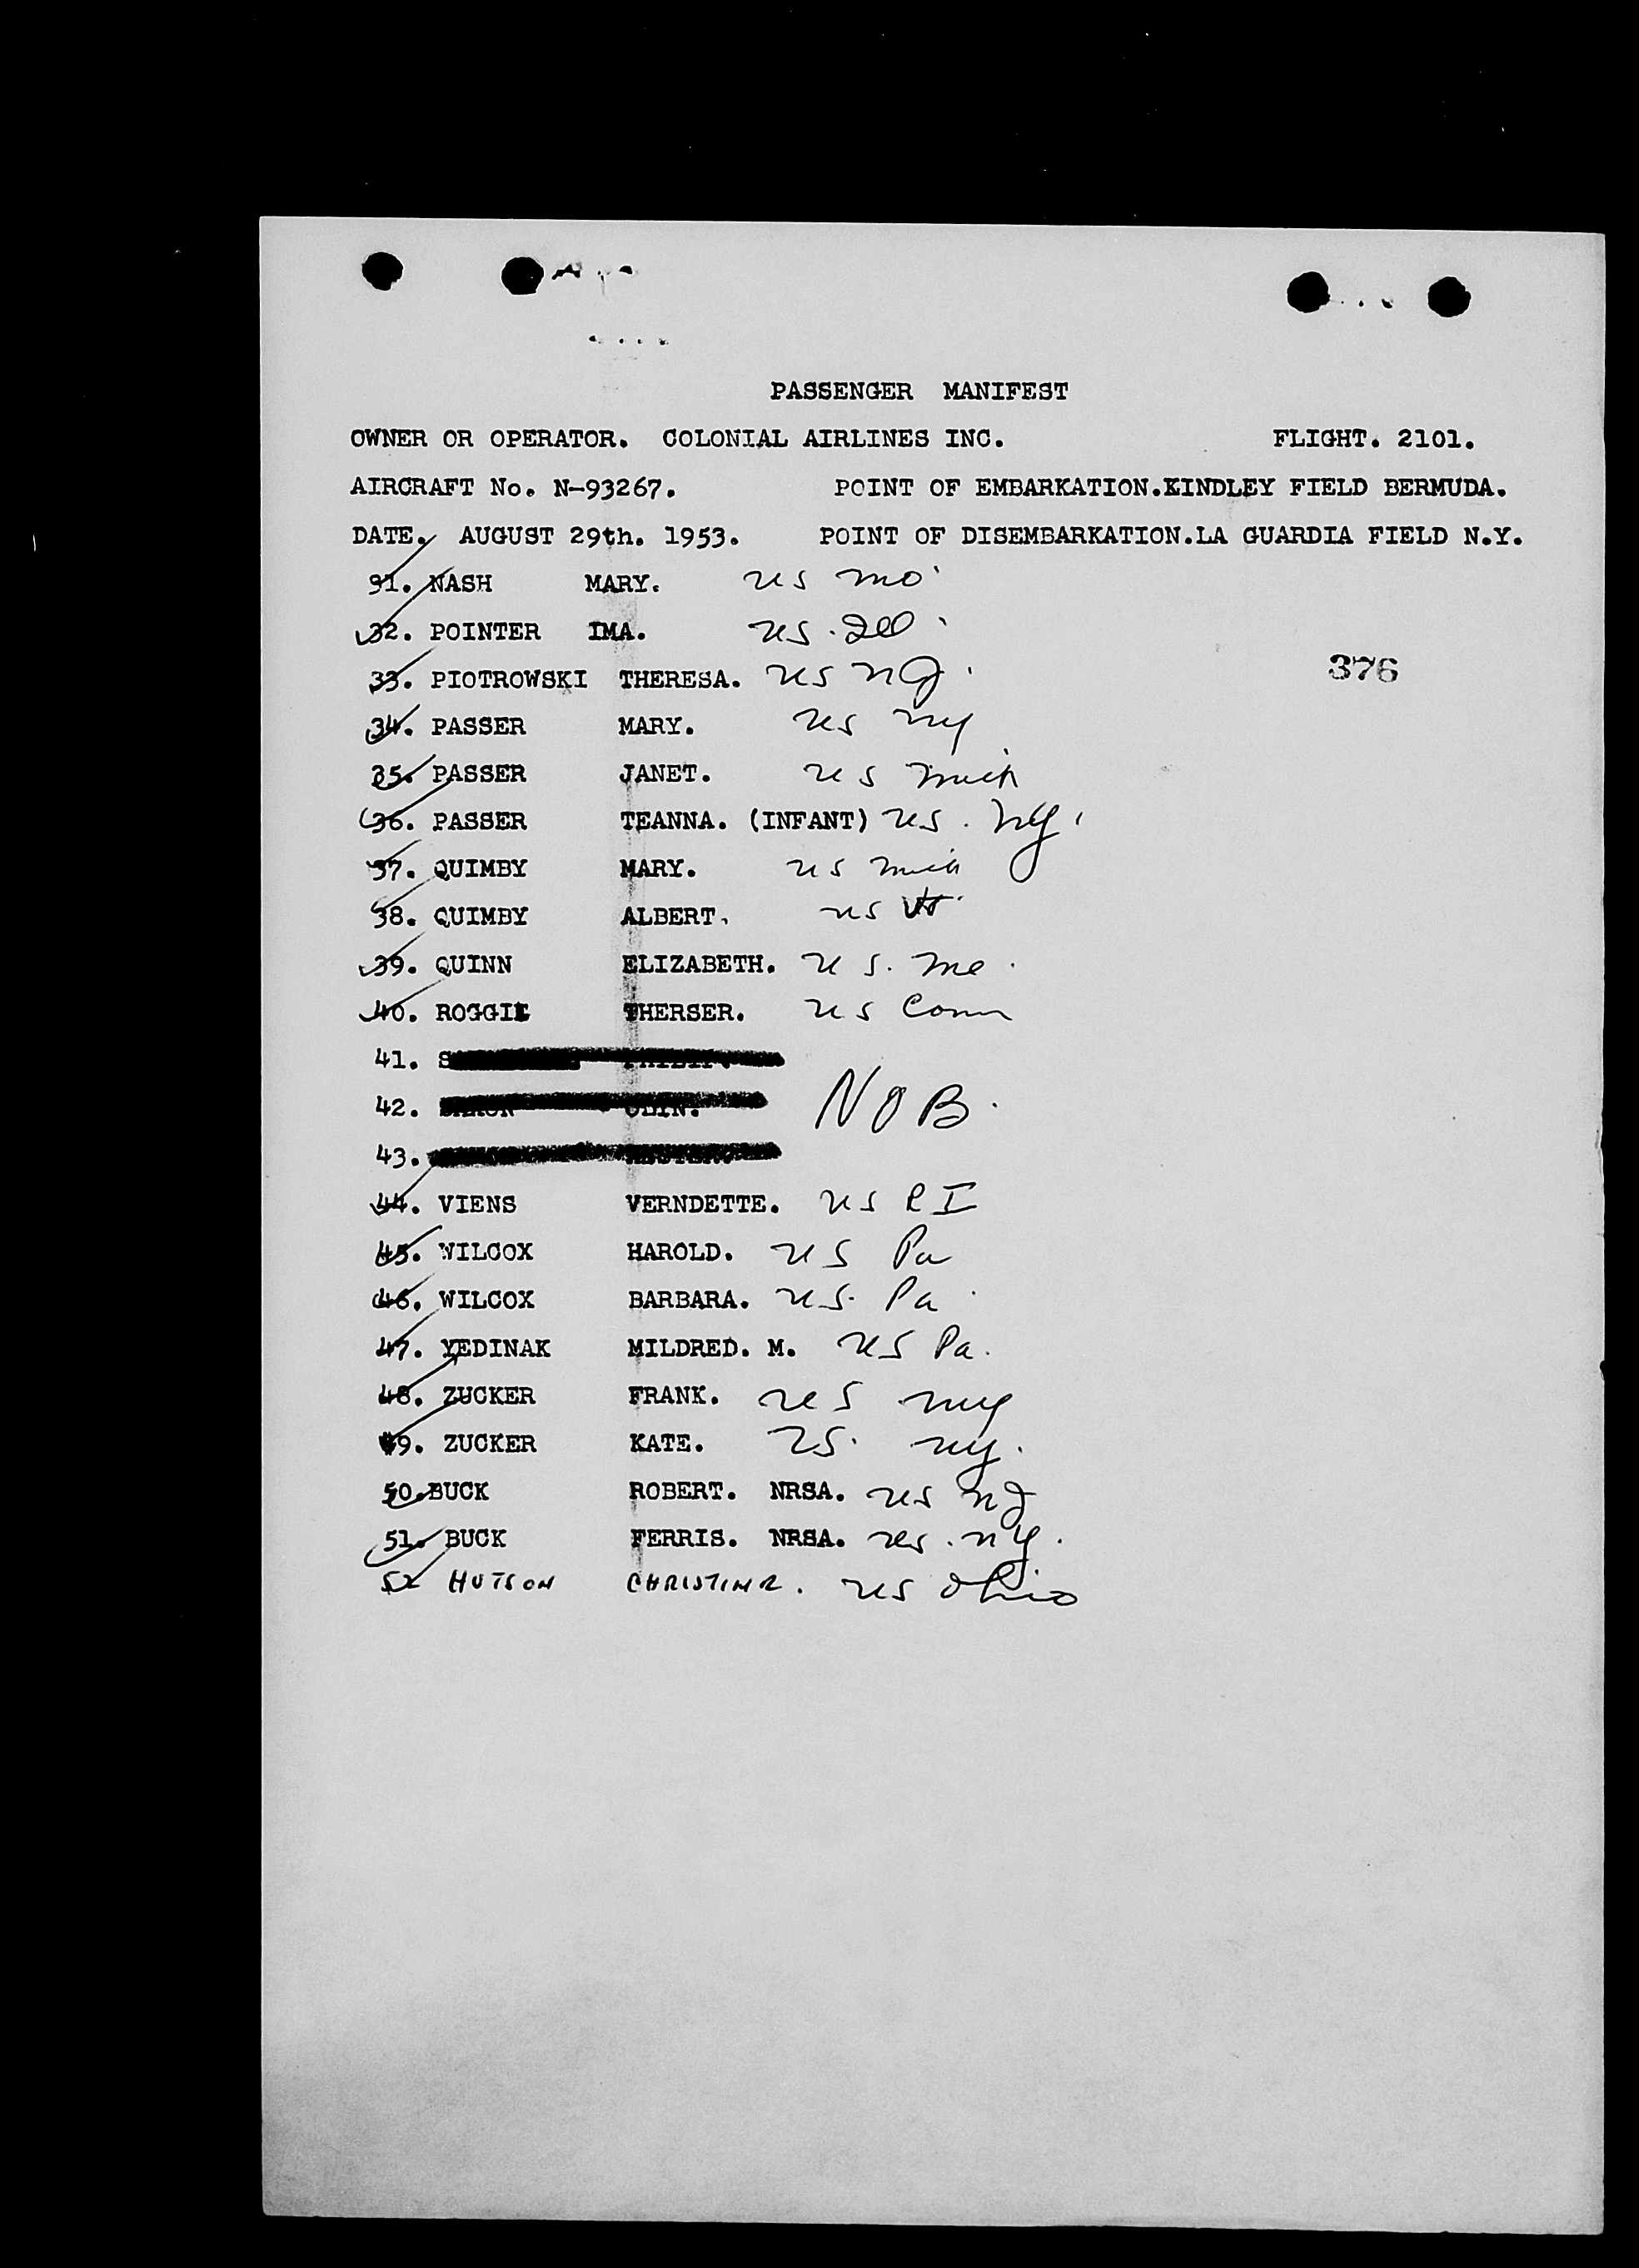 PASSENGER MANIFEST
OWNER OR OPERATOR. COLONIAL AIRLINES INC. FLIGHT. 2101.
AIRCRAFT No. N-93267. POINT OF EMBARKATION.KINDLEY FIELD BERMUDA.
DATE. AUGUST 29th. 1953. POINT OF DISEMBARKATION.LA GUARDIA FIELD N.Y.
31. NASH MARY. US MO
32. POINTER IMA. US. Ill.
33. PIOTROWSKI THERESA. US NJ.
376
34. PASSER MARY. US NY
35. PASSER JANET. US Mich
36. PASSER TEANNA. (INFANT) US. NY.
37. QUIMBY MARY. US Mich
38. QUIMBY ALBERT. US Vt
39. QUINN ELIZABETH. US. Me.
40. ROGGIE THERSER. US Conn
41.
42. NOB.
43.
44. VIENS VERNDETTE. US RI
45. WILCOX HAROLD. US Pa
46. WILCOX BARBARA. US. Pa.
47. YEDINAK MILDRED. M. US Pa.
48. ZUCKER FRANK. US NY
49. ZUCKER KATE. US. NY.
50.BUCK ROBERT. NRSA. US NJ
51. BUCK FERRIS. NRSA. US. NY.
52 HUTSON CHRISTINE. US Ohio